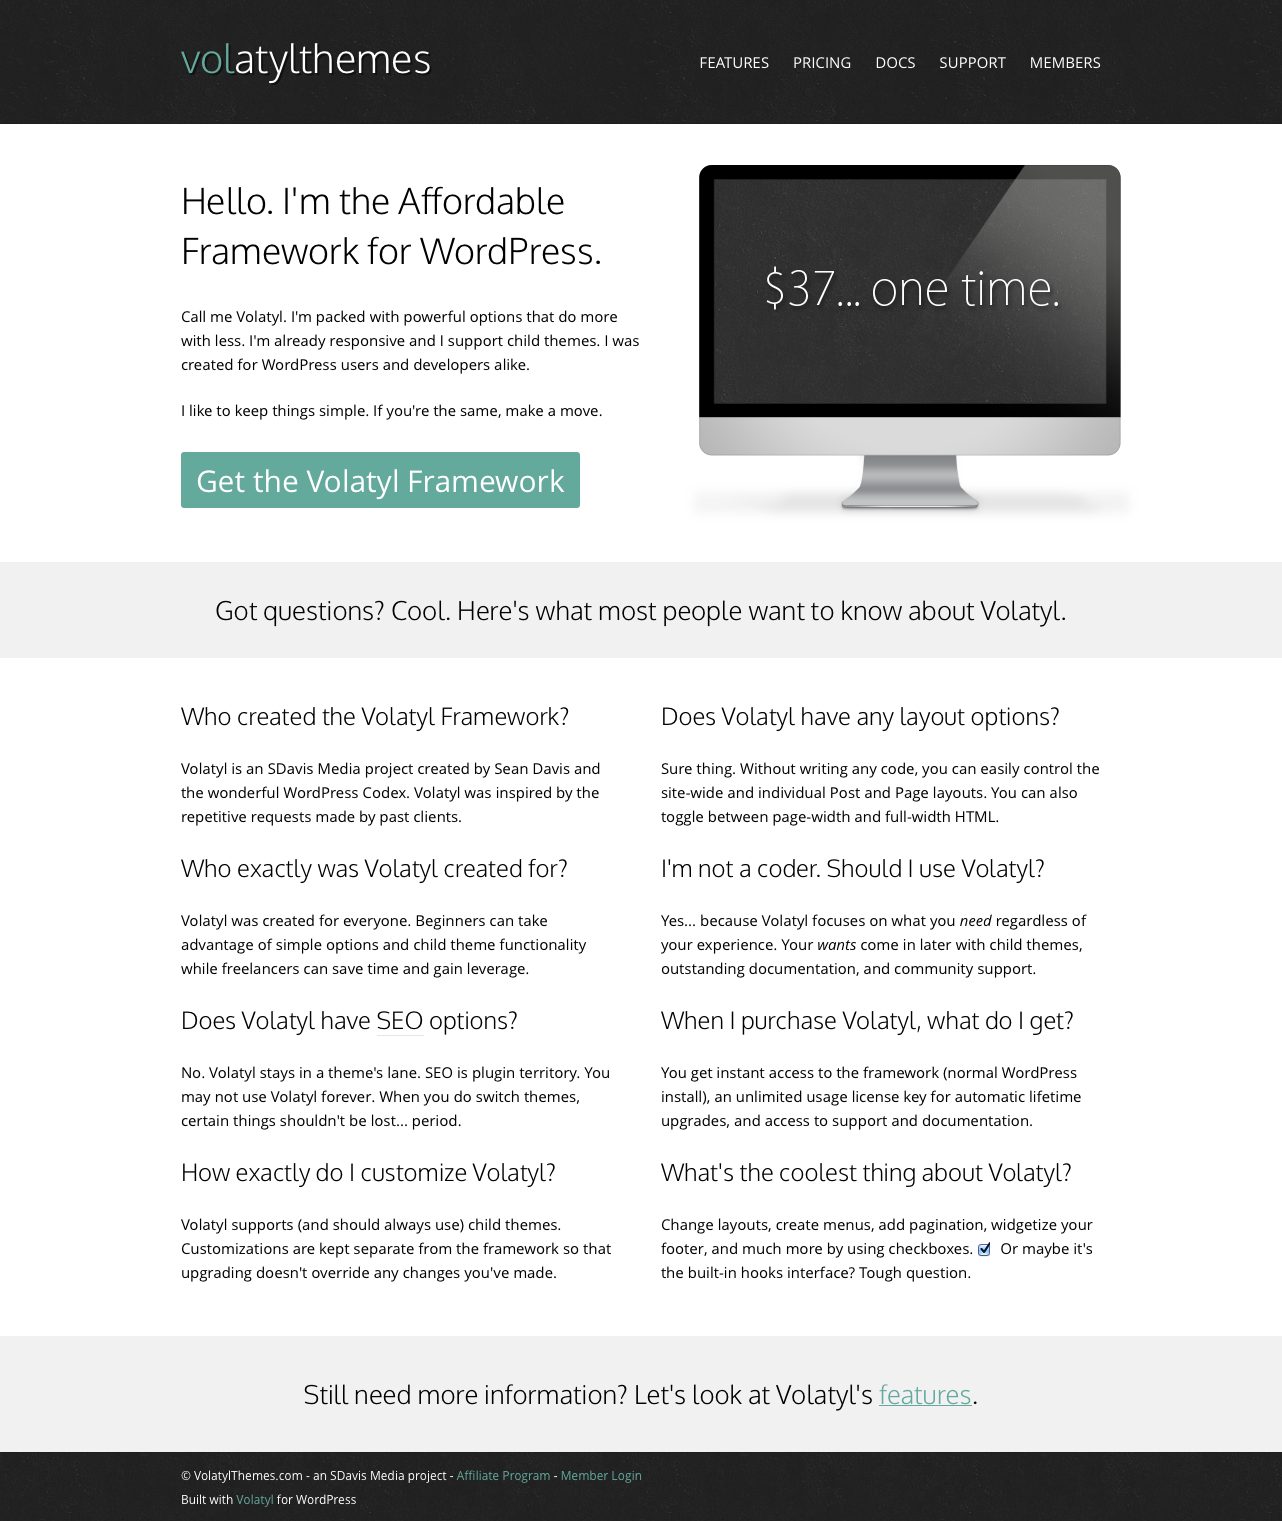 volatylthemes
FEATURES PRICING DOCS SUPPORT MEMBERS
Hello. I'm the Affordable
Framework for WordPress.
Call me Volatyl. I'm packed with powerful options that do more
with less. I'm already responsive and I support child themes. I was
created for WordPress users and developers alike.
I like to keep things simple. If you're the same, make a move.
Get the Volatyl Framework
$37... one time.
Got questions? Cool. Here's what most people want to know about Volatyl.
Who created the Volatyl Framework?
Volatyl is an SDavis Media project created by Sean Davis and
the wonderful WordPress Codex. Volatyl was inspired by the
repetitive requests made by past clients.
Does Volatyl have any layout options?
Sure thing. Without writing any code, you can easily control the
site-wide and individual Post and Page layouts. You can also
toggle between page-width and full-width HTML.
Who exactly was Volatyl created for?
Volatyl was created for everyone. Beginners can take
advantage of simple options and child theme functionality
while freelancers can save time and gain leverage.
I'm not a coder. Should I use Volatyl?
Yes... because Volatyl focuses on what you need regardless of
your experience. Your wants come in later with child themes,
outstanding documentation, and community support.
Does Volatyl have SEO options?
No. Volatyl stays in a theme's lane. SEO is plugin territory. You
may not use Volatyl forever. When you do switch themes,
certain things shouldn't be lost... period.
When I purchase Volatyl, what do I get?
You get instant access to the framework (normal WordPress
install), an unlimited usage license key for automatic lifetime
upgrades, and access to support and documentation.
How exactly do I customize Volatyl?
Volatyl supports (and should always use) child themes.
Customizations are kept separate from the framework so that
upgrading doesn't override any changes you've made.
What's the coolest thing about Volatyl?
Change layouts, create menus, add pagination, widgetize your
footer, and much more by using checkboxes. Or maybe it's
the built-in hooks interface? Tough question.
Still need more information? Let's look at Volatyl's features.
© VolatylThemes.com - an SDavis Media project - Affiliate Program - Member Login
Built with Volatyl for WordPress